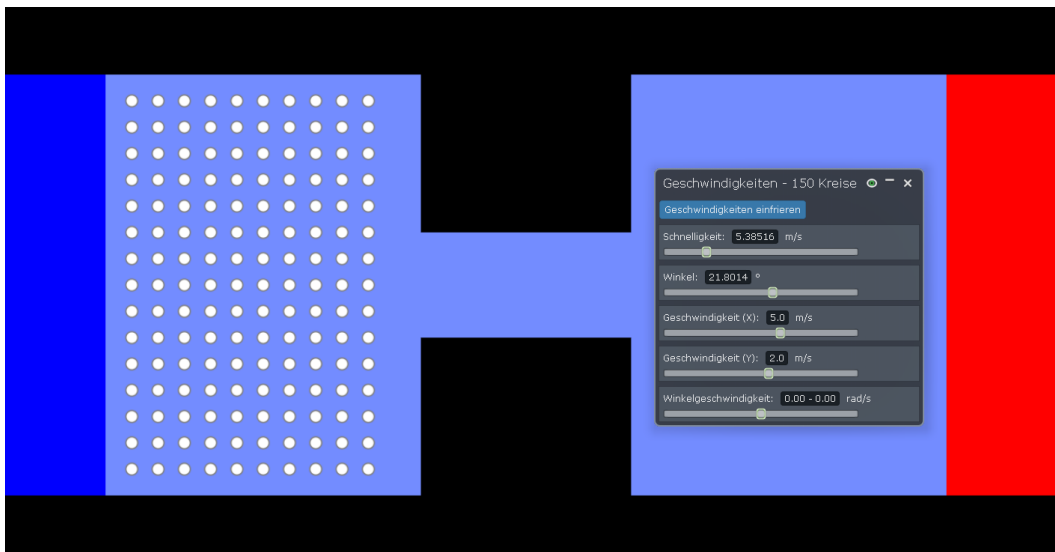 Geschwindigkeiten - 150 Kreise
Geschwindigkeiten einfrieren
Schnelligkeit: 5.38516 m/s
Winkel: 21.8014 °
Geschwindigkeit (X): 5.0 m/s
Geschwindigkeit (Y): 2.0 m/s
Winkelgeschwindigkeit: 0.00 - 0.00 rad/s